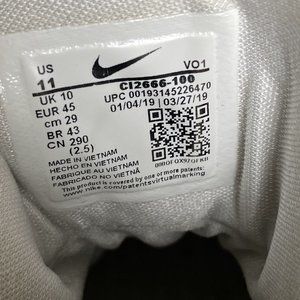 US VO1
11 CI2666-100
UK 10 UPC 00193145226470
EUR 45 01/04/19 03/27/19
cm 29
BR 43
CN 290
(2.5)
MADE IN VIETNAM
HECHO EN VIETNAM
FABRIQUE AU VIETNAM
FABRICADO NO VIETNÃ
This product is covered by one-or more patents.
www.nike.com/patentsvirtualmarking